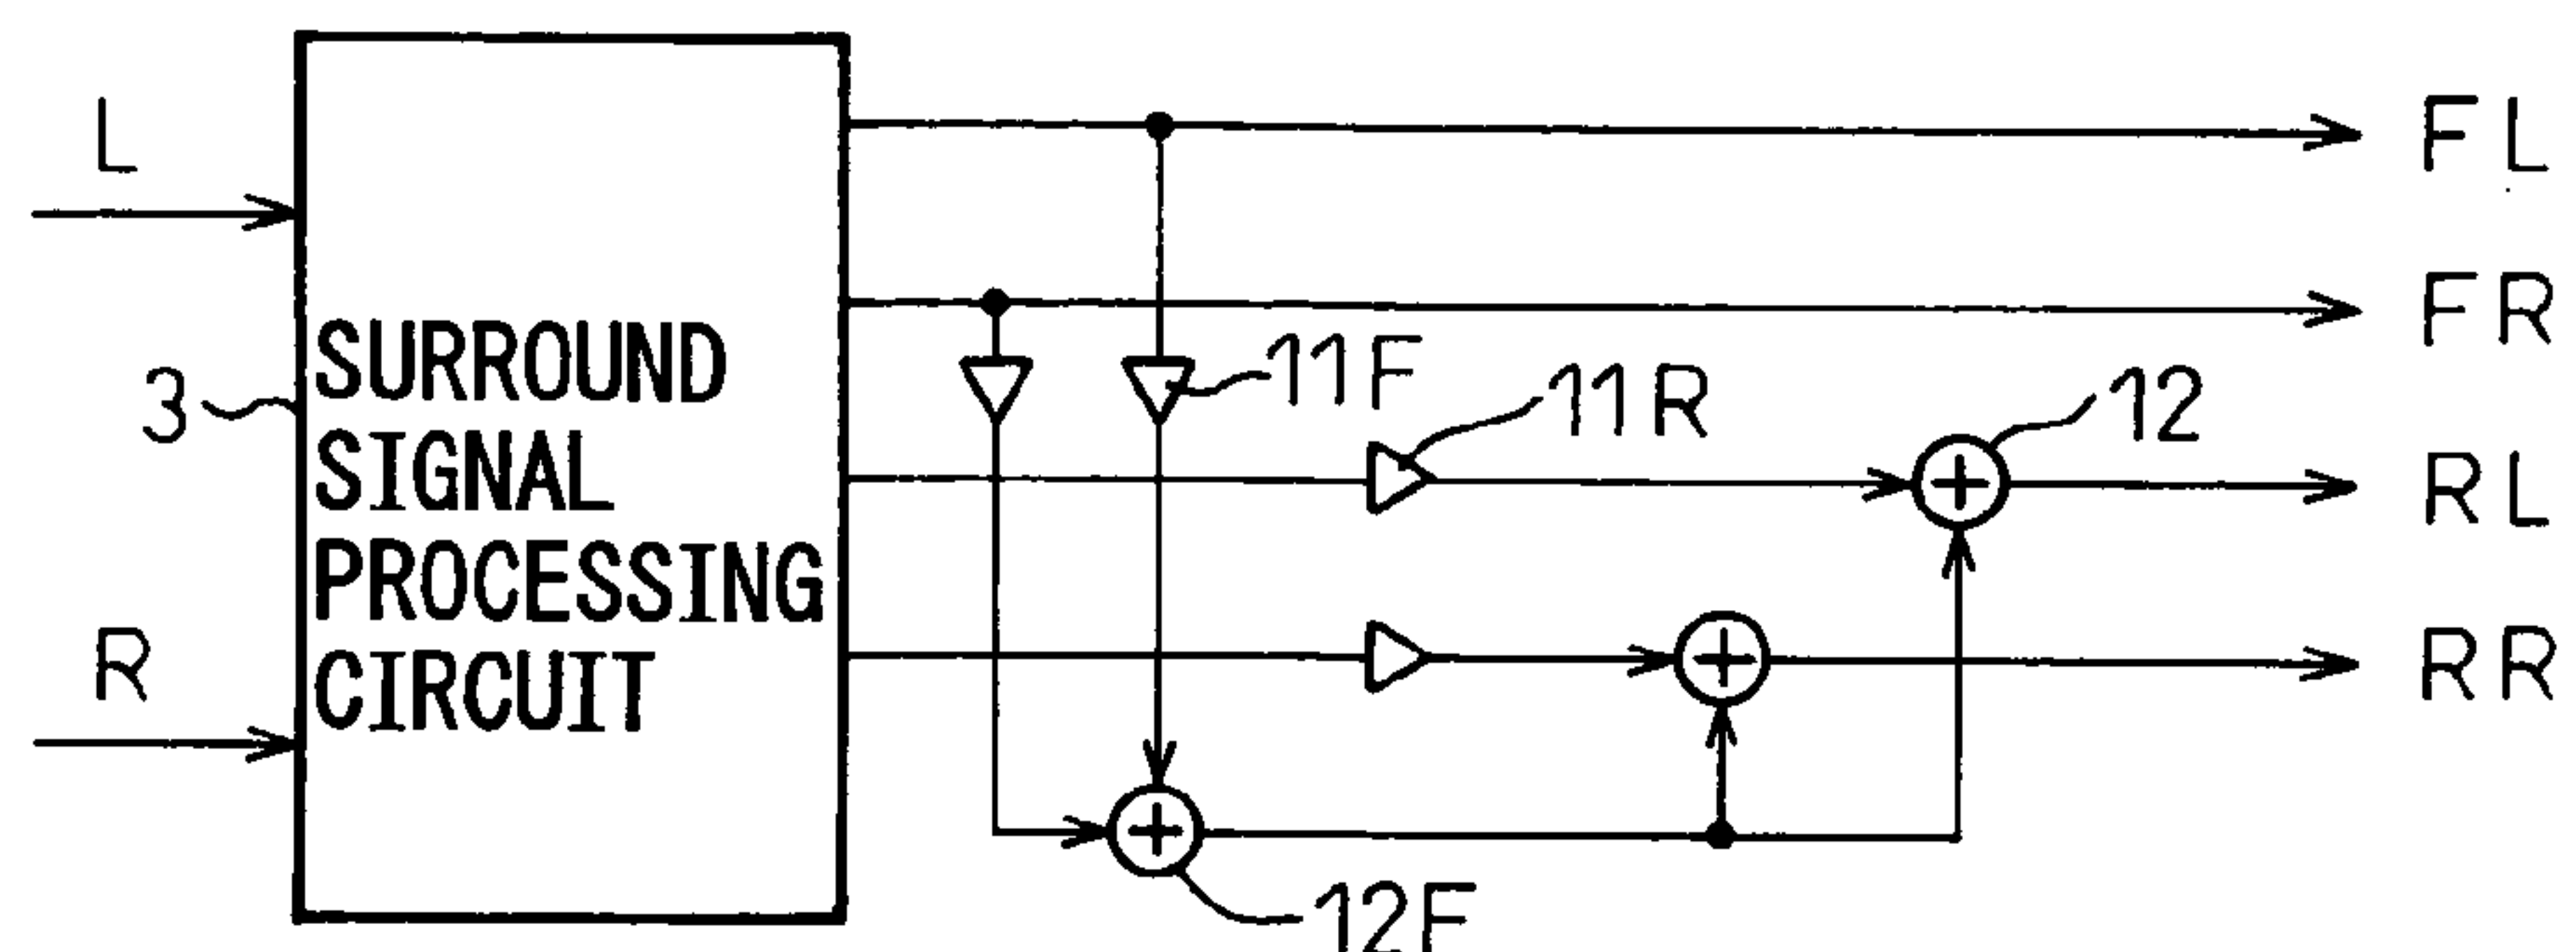 L
R
3
SURROUND
SIGNAL
PROCESSING
CIRCUIT
11F
11R
12
12F
FL
FR
RL
RR